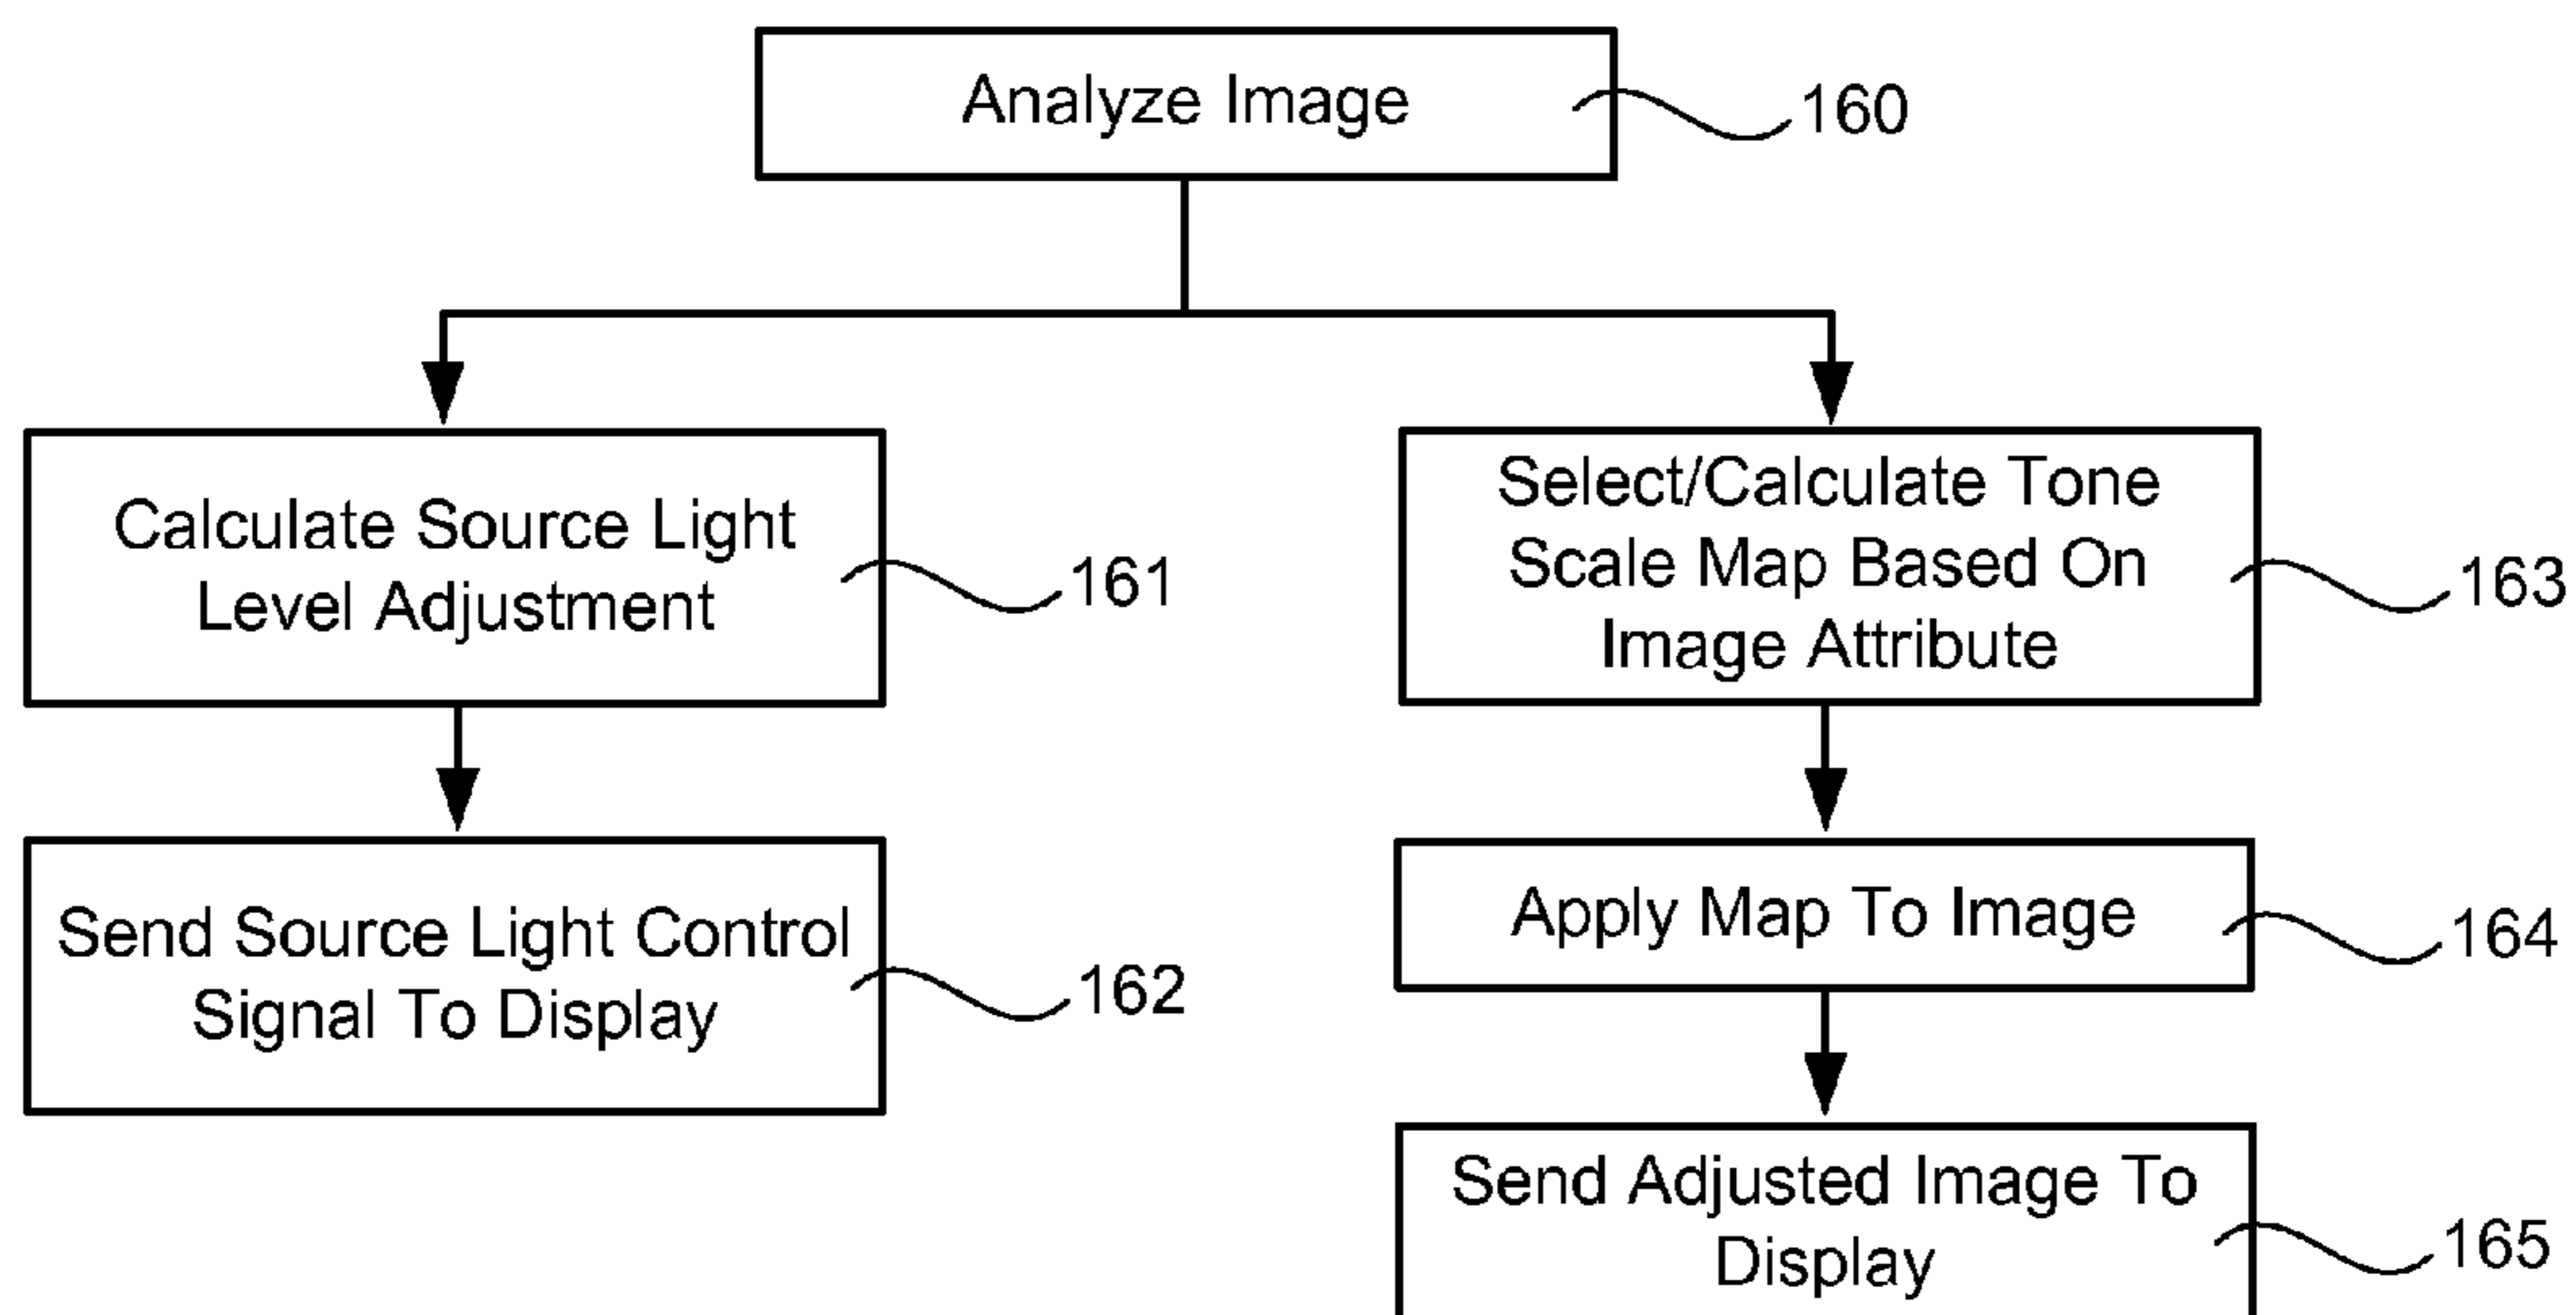 Analyze Image
160
Calculate Source Light
Level Adjustment
161
Select/Calculate Tone
Scale Map Based On
Image Attribute
163
Send Source Light Control
Signal To Display
162
Apply Map To Image
164
Send Adjusted Image To
Display
165